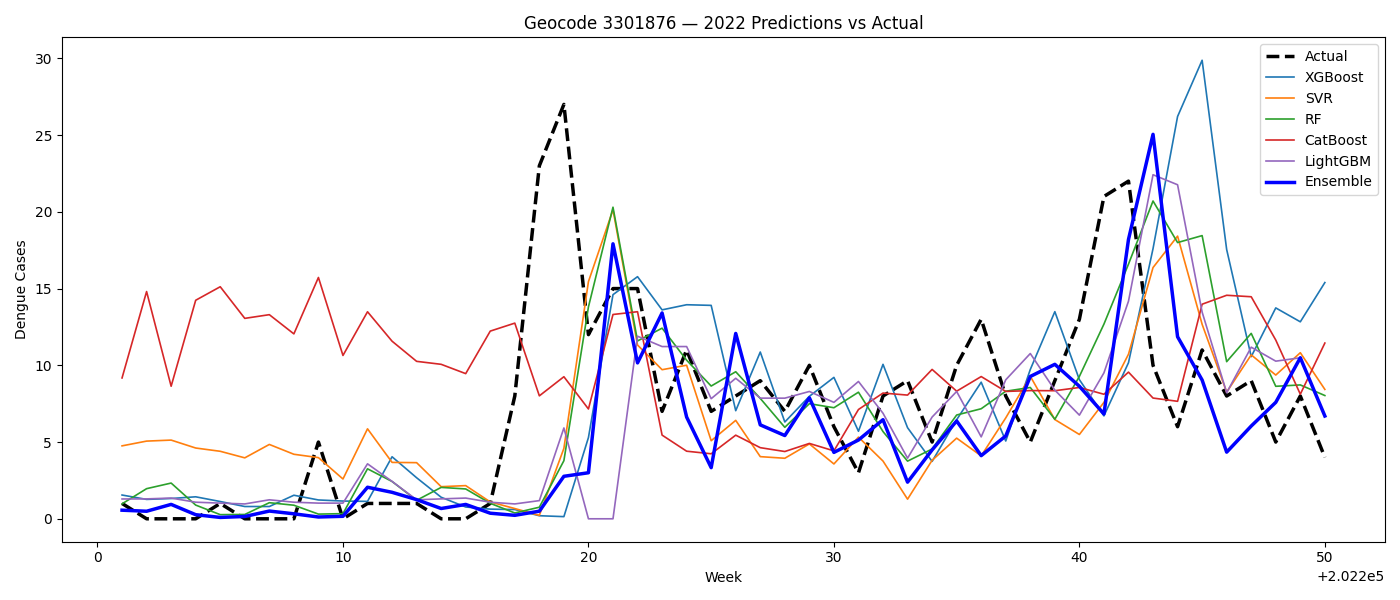 Geocode 3301876 — 2022 Predictions vs Actual
Dengue Cases
30
25
20
15
10
5
0
Actual
XGBoost
SVR
RF
CatBoost
LightGBM
Ensemble
0 10 20 30 40 50
Week
+2.022e5